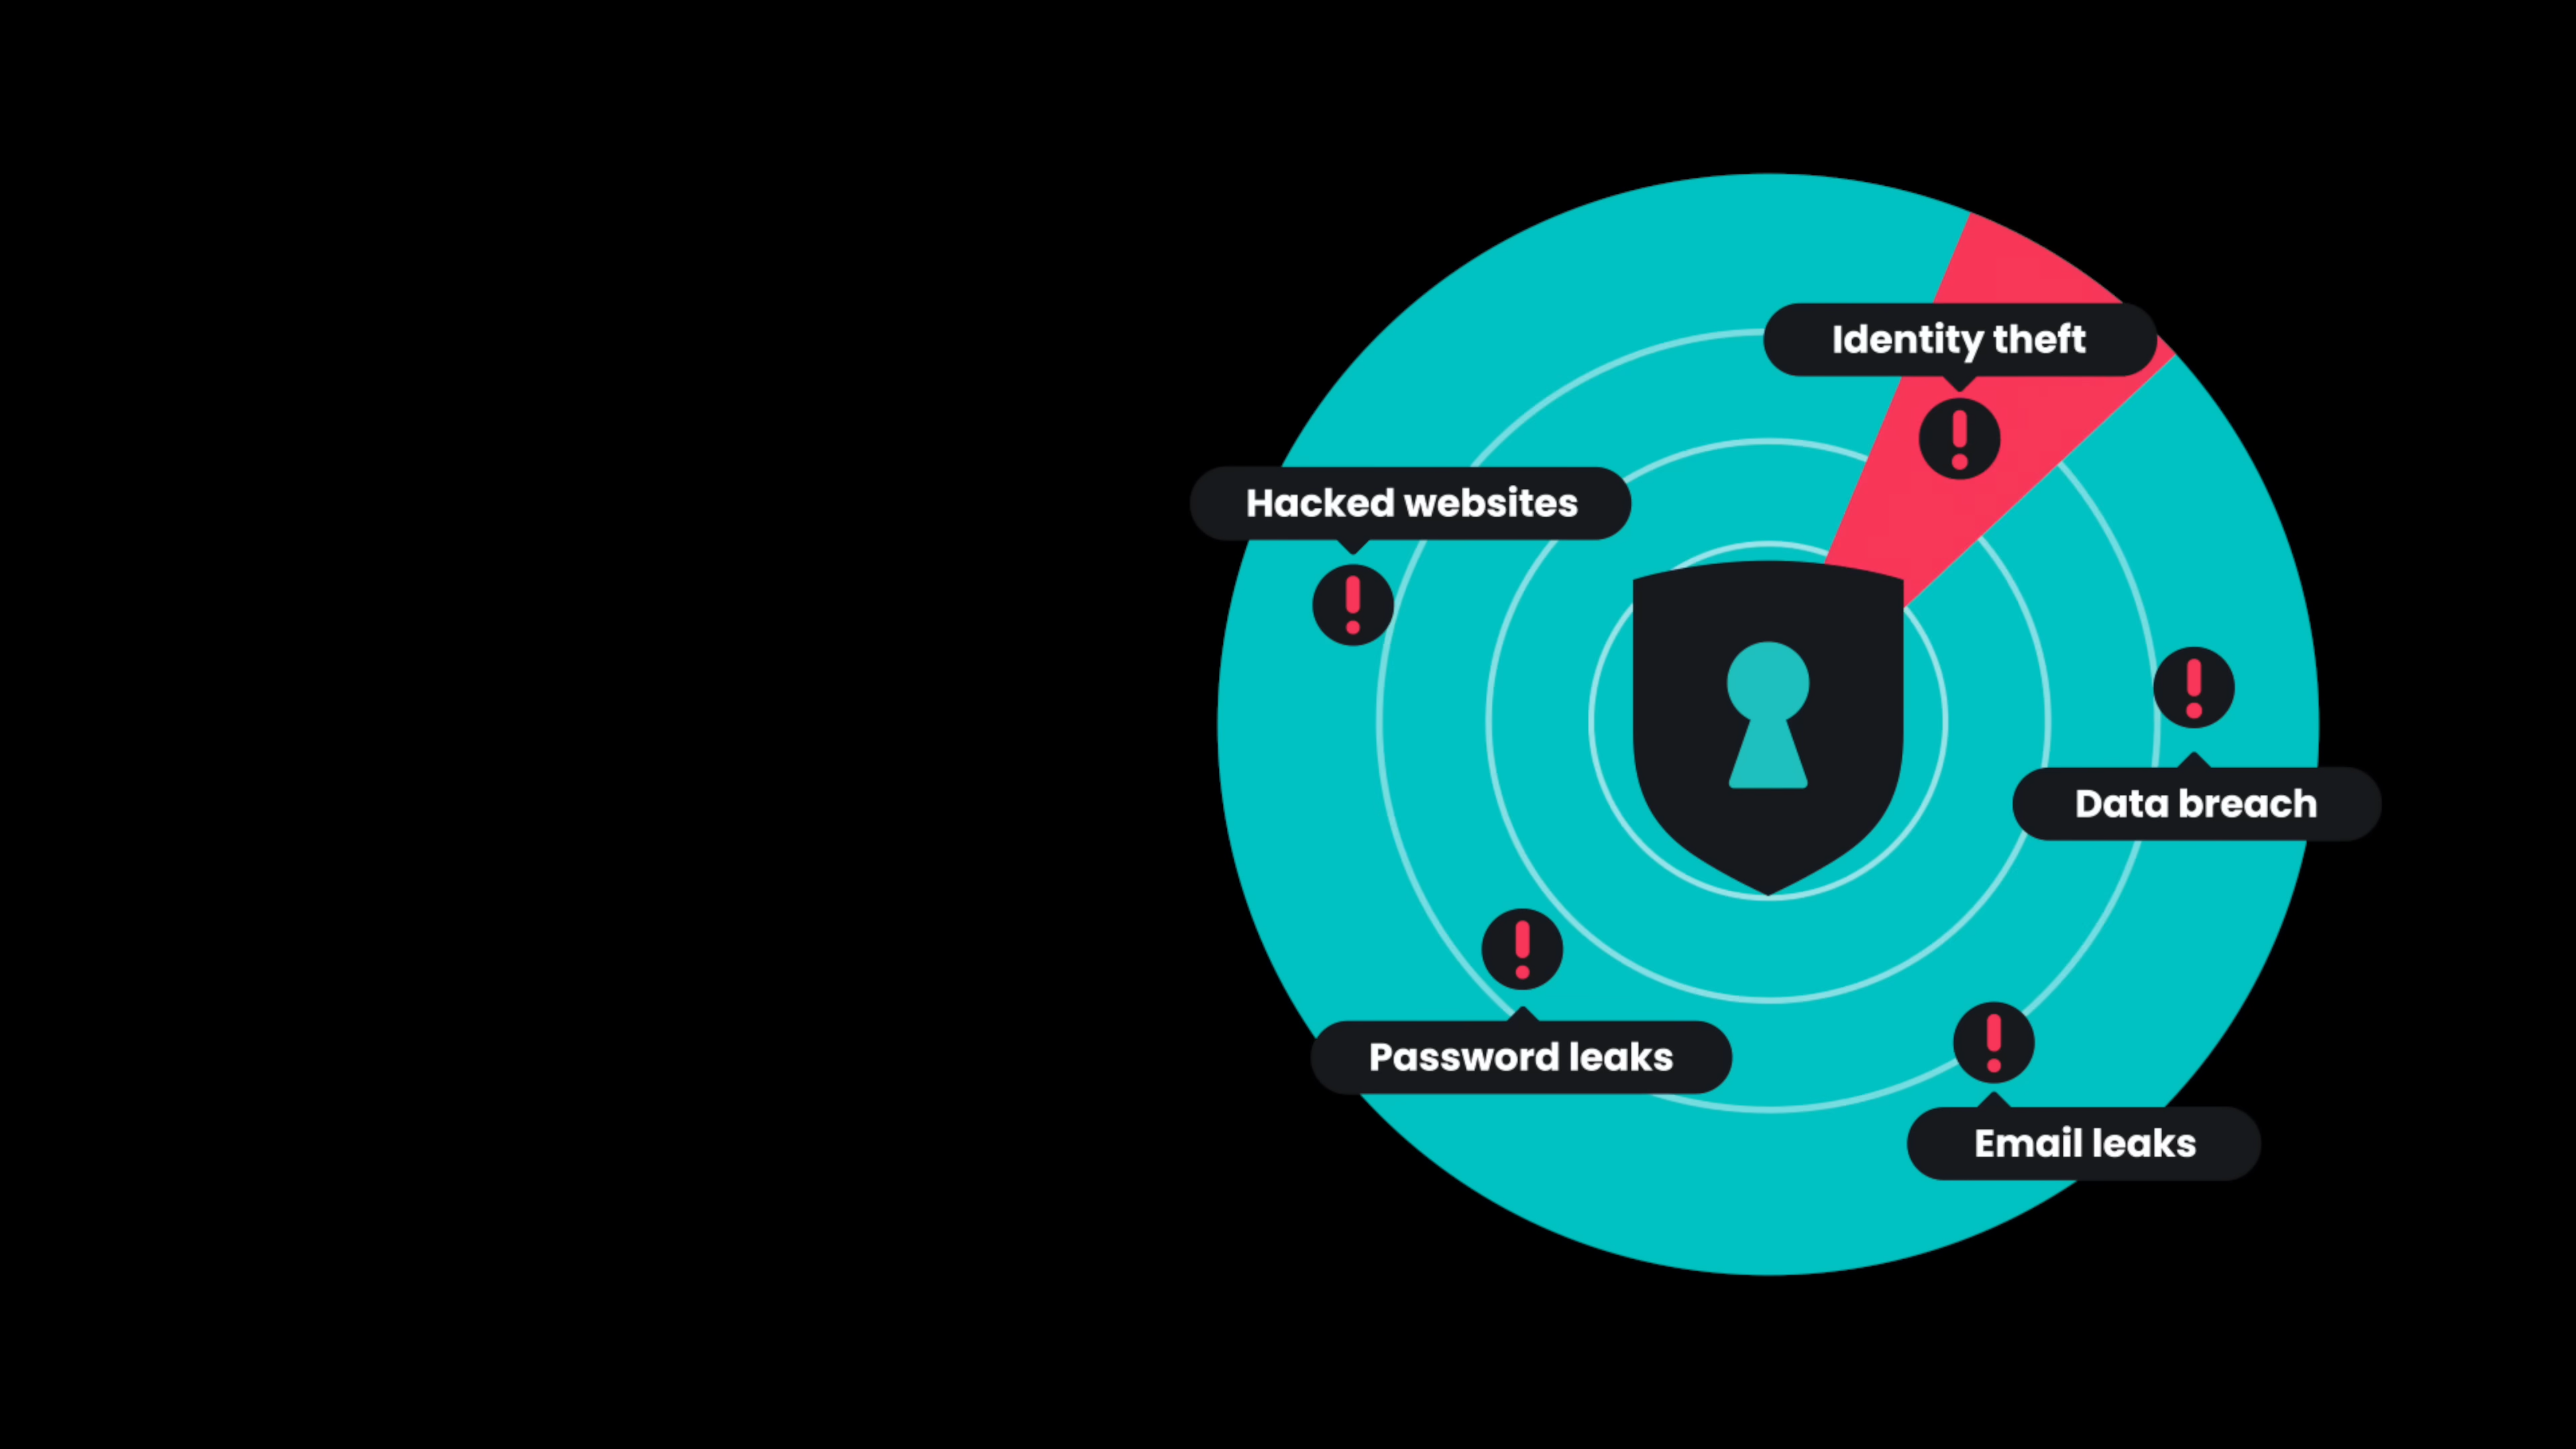 Identity theft
Hacked websites
Data breach
Password leaks
Email leaks